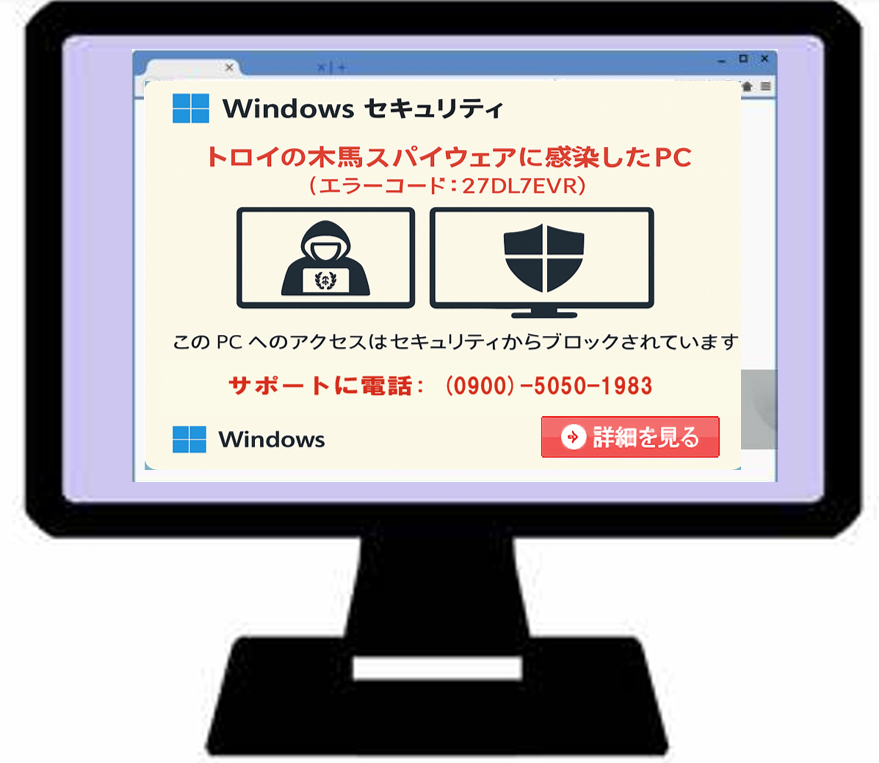 Windows セキュリティ
トロイの木馬スパイウェアに感染したPC
(エラーコード：27DL7EVR)
このPCへのアクセスはセキュリティからブロックされています
サポートに電話： (0900)-5050-1983
Windows
詳細を見る